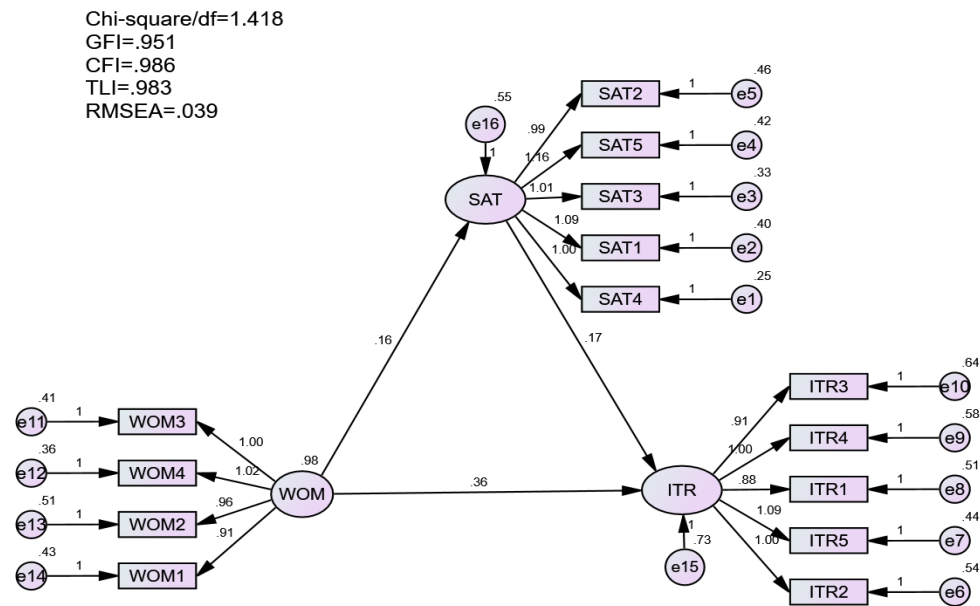 Chi-square/df=1.418
GFI=.951
CFI=.986
TLI=.983
RMSEA=.039
.55
e16
1
SAT
.99
1.16
1.01
1.09
1.00
SAT2
1
.46
e5
SAT5
1
.42
e4
SAT3
1
.33
e3
SAT1
1
.40
e2
SAT4
1
.25
e1
.16
.17
.41
e11
1
WOM3
1.00
.36
e12
1
WOM4
1.02
.51
e13
1
WOM2
.96
.43
e14
1
WOM1
.91
.98
WOM
.36
ITR
1
.73
e15
.91
1.00
.88
1.09
1.00
ITR3
1
.64
e10
ITR4
1
.58
e9
ITR1
1
.51
e8
ITR5
1
.44
e7
ITR2
1
.54
e6